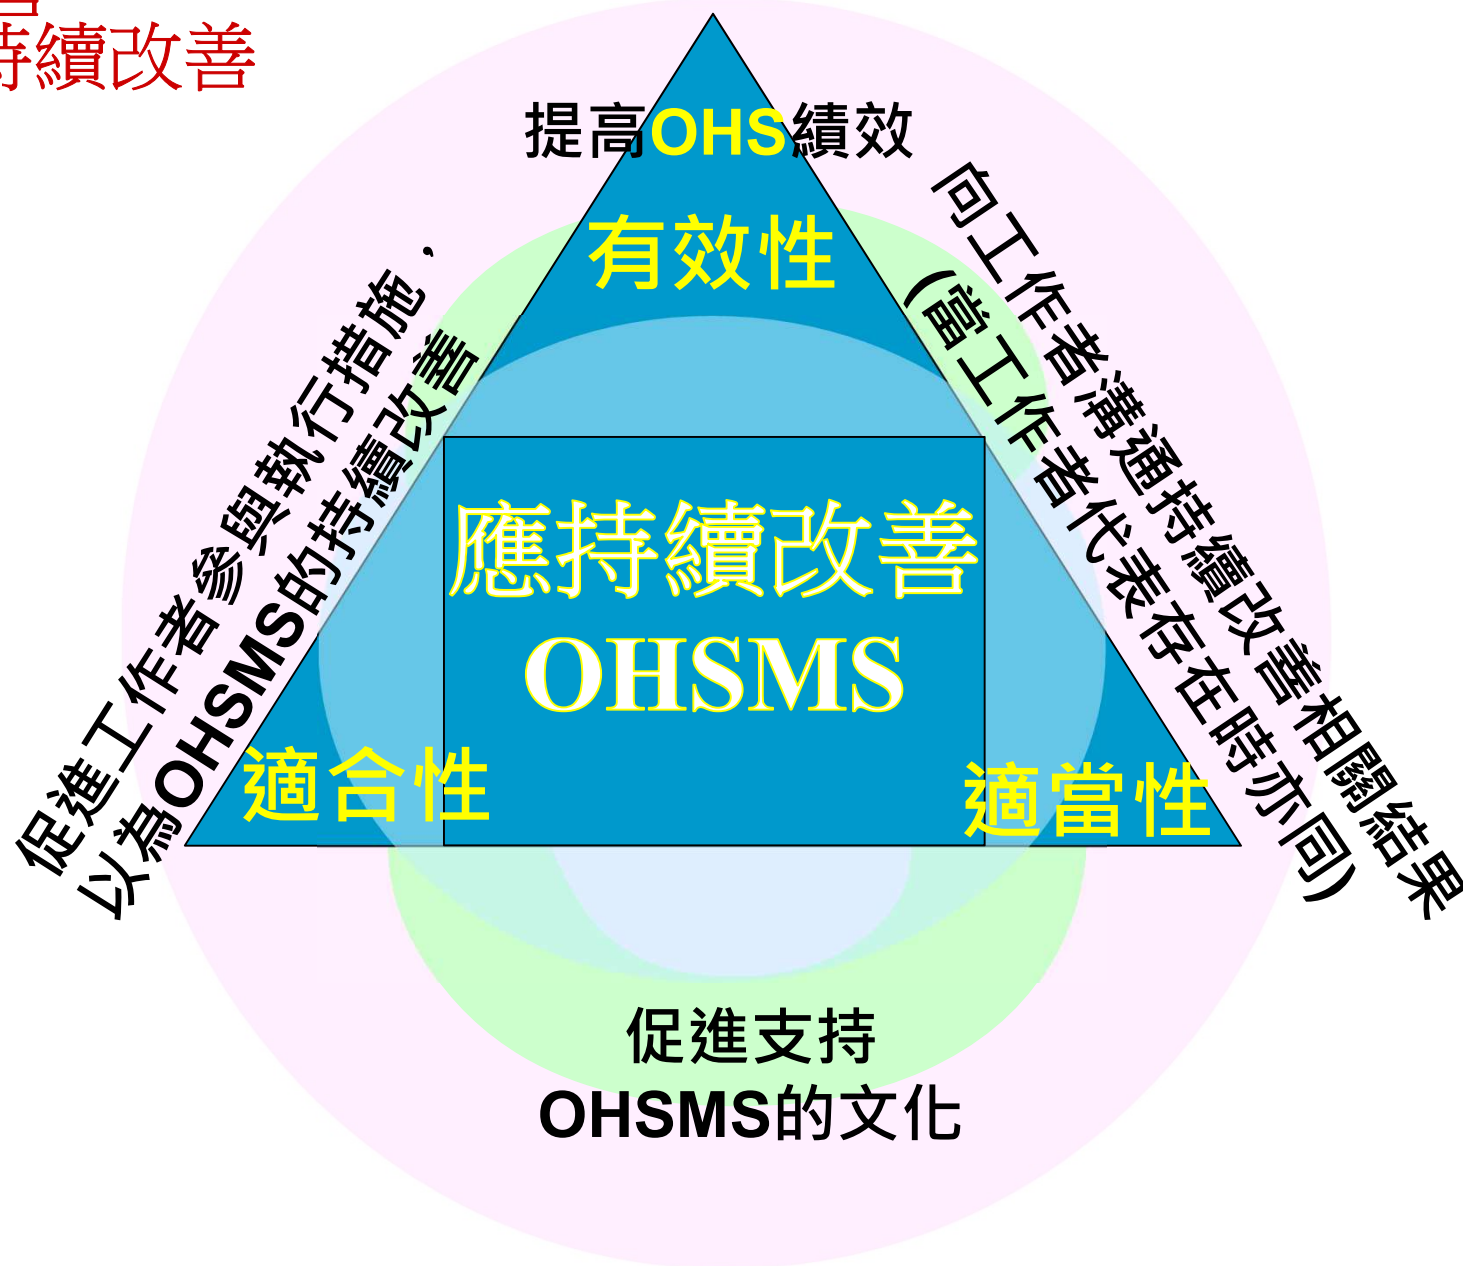 持續改善
提高OHS績效
有效性
促進工作者參與執行措施，
以為OHSMS的持續改善
向工作者溝通持續改善相關結果
(當工作者代表存在時亦同)
應持續改善
OHSMS
適合性
適當性
促進支持
OHSMS的文化